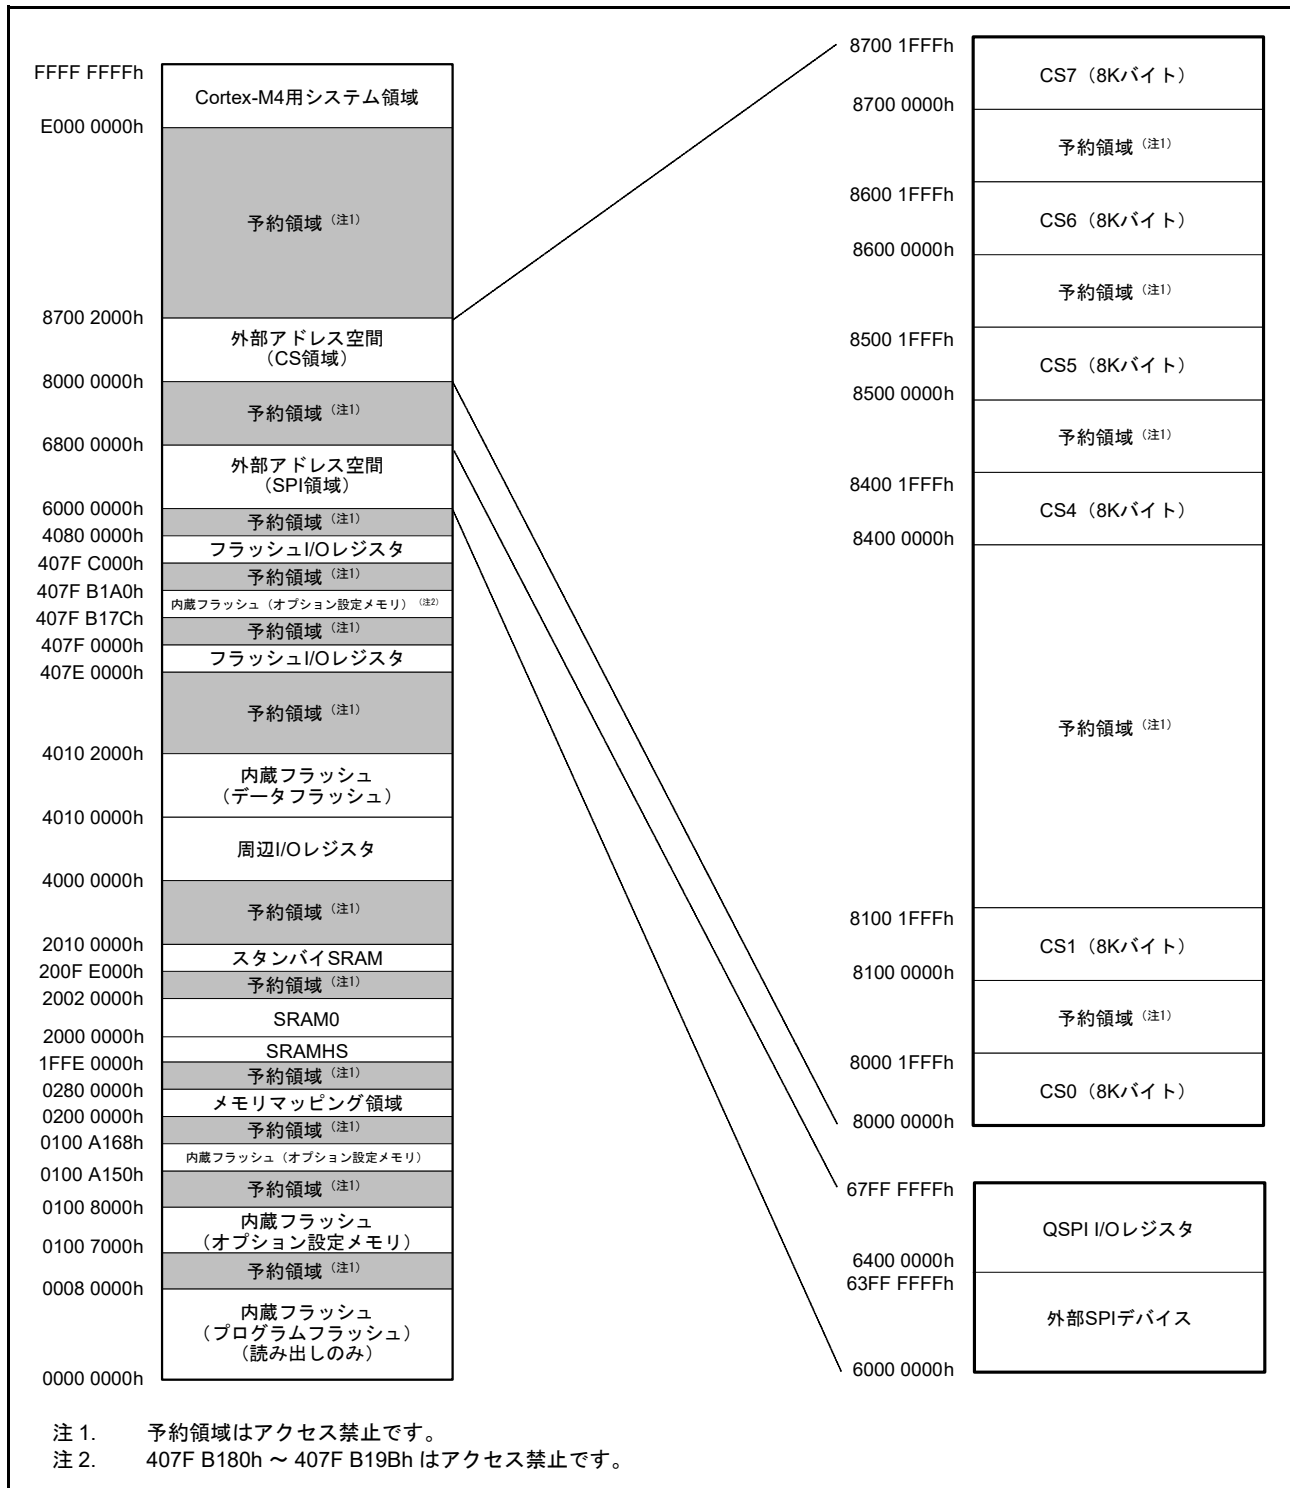 FFFF FFFFh
Cortex-M4用システム領域
E000 0000h
予約領域（注1）
8700 2000h
外部アドレス空間
（CS領域）
8000 0000h
予約領域（注1）
6800 0000h
外部アドレス空間
（SPI領域）
6000 0000h
予約領域（注1）
4080 0000h
フラッシュI/Oレジスタ
407F C000h
予約領域（注1）
407F B1A0h
内蔵フラッシュ（オプション設定メモリ）（注2）
407F B17Ch
予約領域（注1）
407F 0000h
フラッシュI/Oレジスタ
407E 0000h
予約領域（注1）
4010 2000h
内蔵フラッシュ
（データフラッシュ）
4010 0000h
周辺I/Oレジスタ
4000 0000h
予約領域（注1）
2010 0000h
スタンバイSRAM
200F E000h
予約領域（注1）
2002 0000h
SRAM0
2000 0000h
SRAMHS
1FFE 0000h
予約領域（注1）
0280 0000h
メモリマッピング領域
0200 0000h
予約領域（注1）
0100 A168h
内蔵フラッシュ（オプション設定メモリ）
0100 A150h
予約領域（注1）
0100 8000h
内蔵フラッシュ
（オプション設定メモリ）
0100 7000h
予約領域（注1）
0008 0000h
内蔵フラッシュ
（プログラムフラッシュ）
（読み出しのみ）
0000 0000h
8700 1FFFh
CS7（8Kバイト）
8700 0000h
予約領域（注1）
8600 1FFFh
CS6（8Kバイト）
8600 0000h
予約領域（注1）
8500 1FFFh
CS5（8Kバイト）
8500 0000h
予約領域（注1）
8400 1FFFh
CS4（8Kバイト）
8400 0000h
予約領域（注1）
8100 1FFFh
CS1（8Kバイト）
8100 0000h
予約領域（注1）
8000 1FFFh
CS0（8Kバイト）
8000 0000h
67FF FFFFh
QSPI I/Oレジスタ
6400 0000h
63FF FFFFh
外部SPIデバイス
6000 0000h
注 1. 予約領域はアクセス禁止です。
注 2. 407F B180h ～ 407F B19Bh はアクセス禁止です。